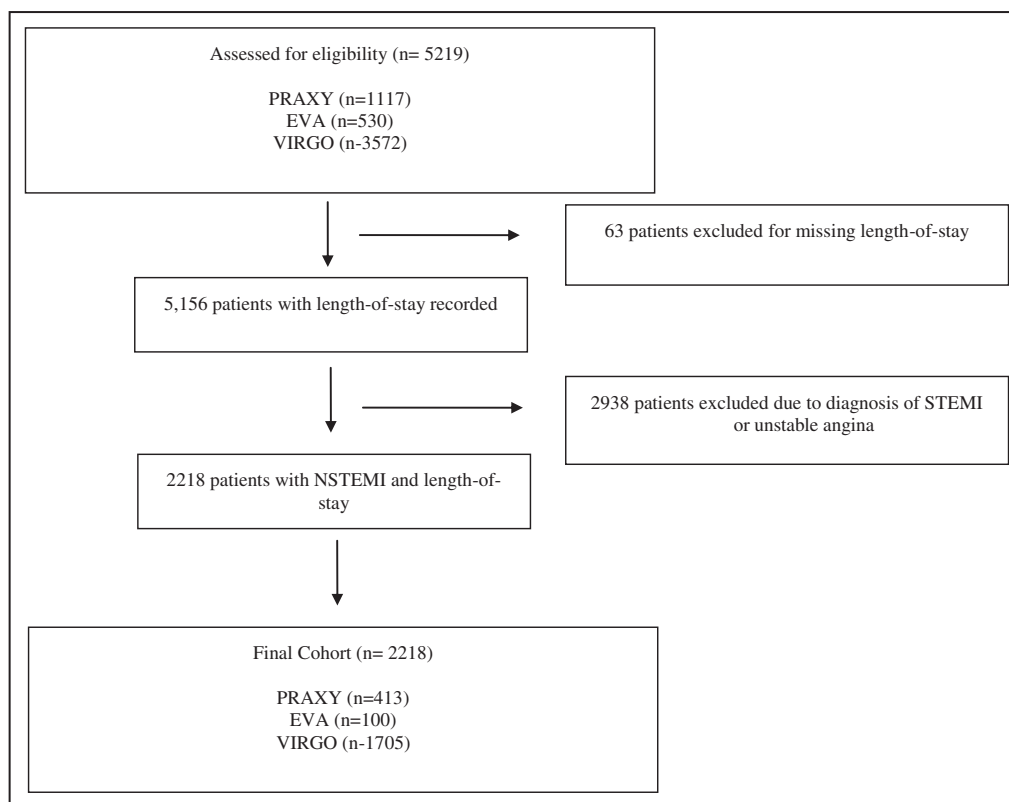 Assessed for eligibility (n= 5219)
PRAXY (n=1117)
EVA (n=530)
VIRGO (n-3572)
63 patients excluded for missing length-of-stay
5,156 patients with length-of-stay recorded
2938 patients excluded due to diagnosis of STEMI
or unstable angina
2218 patients with NSTEMI and length-of-
stay
Final Cohort (n= 2218)
PRAXY (n=413)
EVA (n=100)
VIRGO (n-1705)